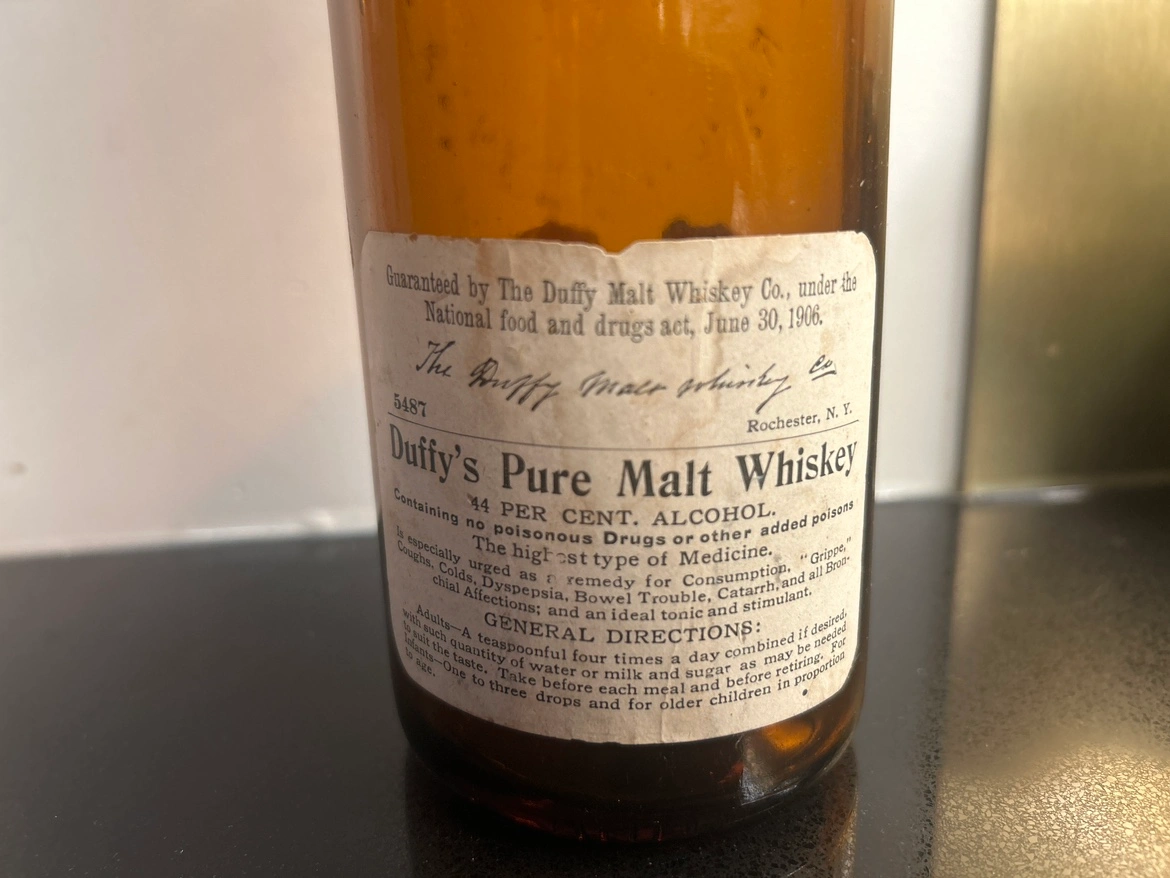 Guaranteed by The Duffy Malt Whiskey Co., under the
National food and drugs act, June 30, 1906.
The Duffy Malt Whiskey Co
5487
Rochester, N. Y.
Duffy's Pure Malt Whiskey
44 PER CENT. ALCOHOL.
Containing no poisonous Drugs or other added poisons
The highest type of Medicine.
Is especially urged as a remedy for Consumption, "Grippe,"
Coughs, Colds, Dyspepsia, Bowel Trouble, Catarrh, and all Bron-
chial Affections; and an ideal tonic and stimulant.
GENERAL DIRECTIONS:
Adults—A teaspoonful four times a day combined if desired,
with such quantity of water or milk and sugar as may be needed
to suit the taste. Take before each meal and before retiring. For
Infants—One to three drops and for older children in proportion
to age.